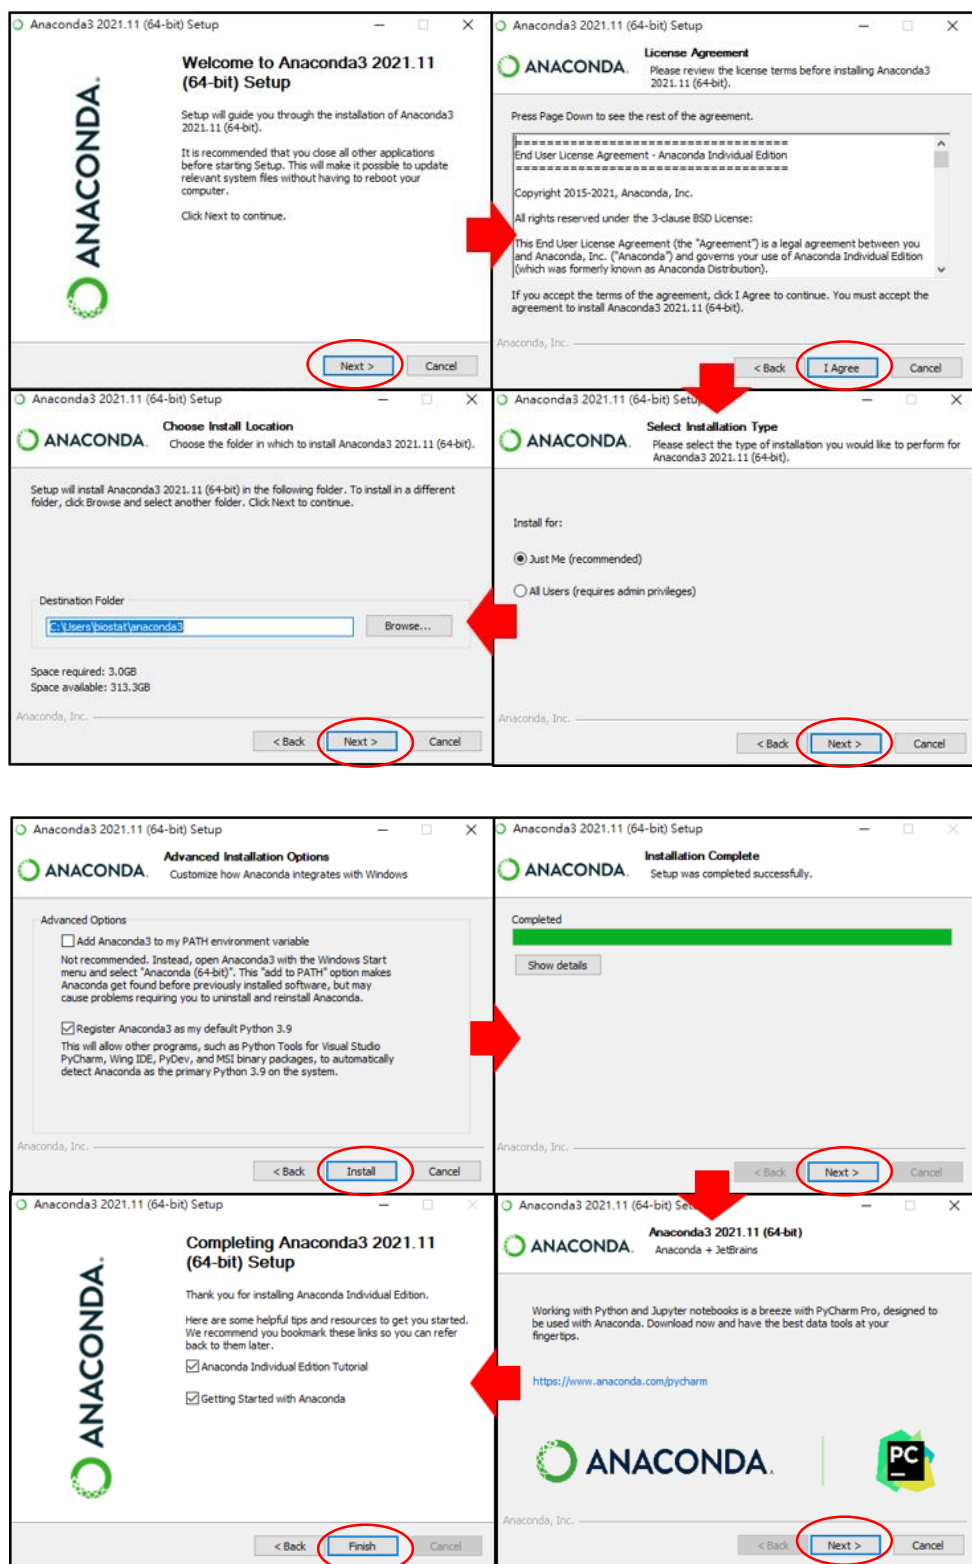 Anaconda3 2021.11 (64-bit) Setup
ANACONDA.
Welcome to Anaconda3 2021.11
(64-bit) Setup
Setup will guide you through the installation of Anaconda3
2021.11 (64-bit).
It is recommended that you close all other applications
before starting Setup. This will make it possible to update
relevant system files without having to reboot your
computer.
Click Next to continue.
Next >
Cancel
Anaconda3 2021.11 (64-bit) Setup
ANACONDA.
License Agreement
Please review the license terms before installing Anaconda3
2021.11 (64-bit).
Press Page Down to see the rest of the agreement.
====================================
End User License Agreement - Anaconda Individual Edition
====================================
Copyright 2015-2021, Anaconda, Inc.
All rights reserved under the 3-clause BSD License:
This End User License Agreement (the "Agreement") is a legal agreement between you
and Anaconda, Inc. ("Anaconda") and governs your use of Anaconda Individual Edition
(which was formerly known as Anaconda Distribution).
If you accept the terms of the agreement, click I Agree to continue. You must accept the
agreement to install Anaconda3 2021.11 (64-bit).
Anaconda, Inc.
< Back
I Agree
Cancel
Anaconda3 2021.11 (64-bit) Setup
ANACONDA.
Select Installation Type
Please select the type of installation you would like to perform for
Anaconda3 2021.11 (64-bit).
Install for:
Just Me (recommended)
All Users (requires admin privileges)
Anaconda, Inc.
< Back
Next >
Cancel
Anaconda3 2021.11 (64-bit) Setup
ANACONDA.
Choose Install Location
Choose the folder in which to install Anaconda3 2021.11 (64-bit).
Setup will install Anaconda3 2021.11 (64-bit) in the following folder. To install in a different
folder, click Browse and select another folder. Click Next to continue.
Destination Folder
C:\Users\biostat\anaconda3
Browse...
Space required: 3.0GB
Space available: 313.3GB
Anaconda, Inc.
< Back
Next >
Cancel
Anaconda3 2021.11 (64-bit) Setup
ANACONDA.
Advanced Installation Options
Customize how Anaconda integrates with Windows
Advanced Options
Add Anaconda3 to my PATH environment variable
Not recommended. Instead, open Anaconda3 with the Windows Start
menu and select "Anaconda (64-bit)". This "add to PATH" option makes
Anaconda get found before previously installed software, but may
cause problems requiring you to uninstall and reinstall Anaconda.
Register Anaconda3 as my default Python 3.9
This will allow other programs, such as Python Tools for Visual Studio
PyCharm, Wing IDE, PyDev, and MSI binary packages, to automatically
detect Anaconda as the primary Python 3.9 on the system.
Anaconda, Inc.
< Back
Install
Cancel
Anaconda3 2021.11 (64-bit) Setup
ANACONDA.
Installation Complete
Setup was completed successfully.
Completed
Show details
Anaconda, Inc.
< Back
Next >
Cancel
Anaconda3 2021.11 (64-bit) Setup
ANACONDA.
Anaconda3 2021.11 (64-bit)
Anaconda + JetBrains
Working with Python and Jupyter notebooks is a breeze with PyCharm Pro, designed to
be used with Anaconda. Download now and have the best data tools at your
fingertips.
https://www.anaconda.com/pycharm
ANACONDA.
PC
Anaconda, Inc.
< Back
Next >
Cancel
Anaconda3 2021.11 (64-bit) Setup
ANACONDA.
Completing Anaconda3 2021.11
(64-bit) Setup
Thank you for installing Anaconda Individual Edition.
Here are some helpful tips and resources to get you started.
We recommend you bookmark these links so you can refer
back to them later.
Anaconda Individual Edition Tutorial
Getting Started with Anaconda
< Back
Finish
Cancel